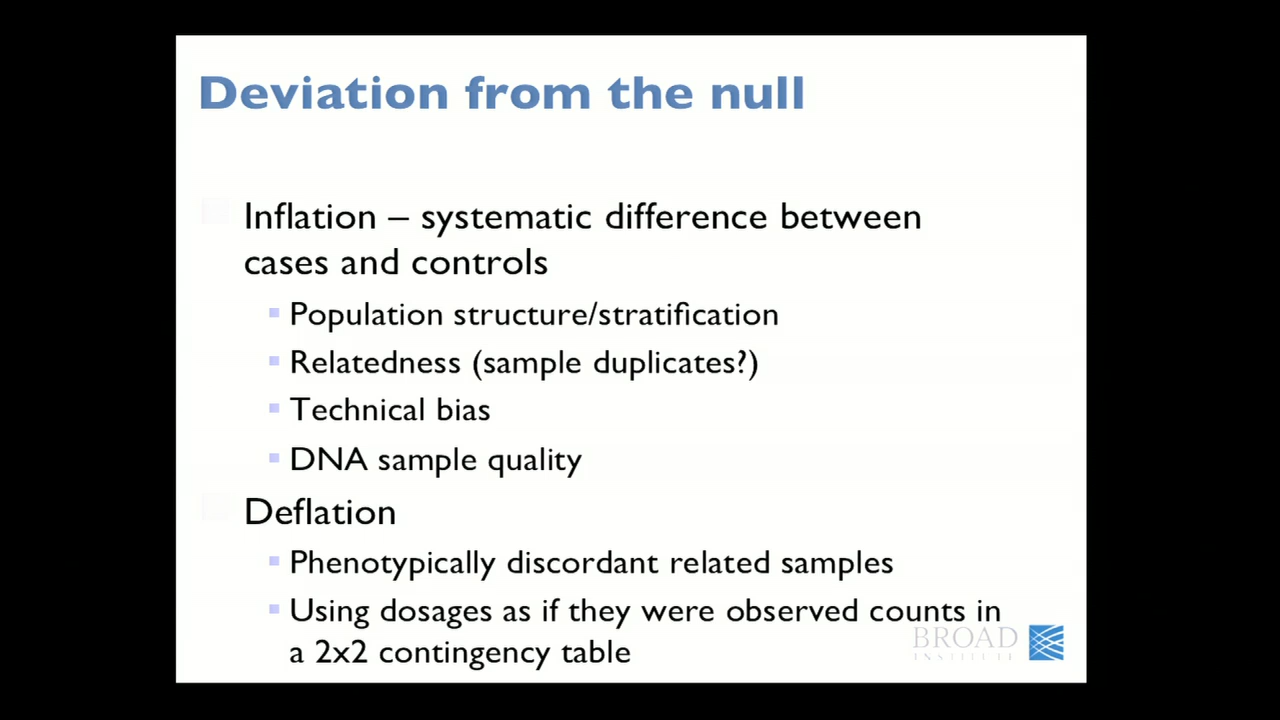 Deviation from the null
Inflation – systematic difference between
cases and controls
Population structure/stratification
Relatedness (sample duplicates?)
Technical bias
DNA sample quality
Deflation
Phenotypically discordant related samples
Using dosages as if they were observed counts in
a 2x2 contingency table
BROAD
INSTITUTE